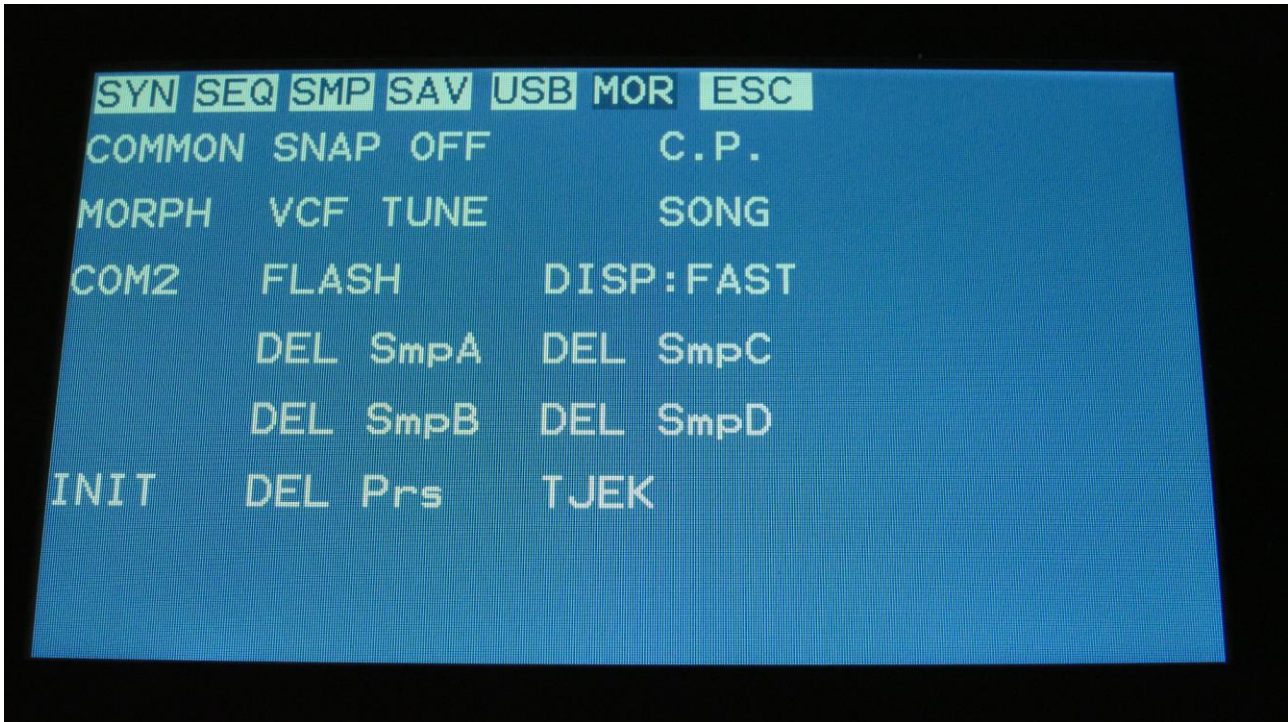 SYN SEQ SMP SAV USB MOR ESC
COMMON SNAP OFF C.P.
MORPH VCF TUNE SONG
COM2 FLASH DISP:FAST
DEL SmpA DEL SmpC
DEL SmpB DEL SmpD
INIT DEL Prs TJEK